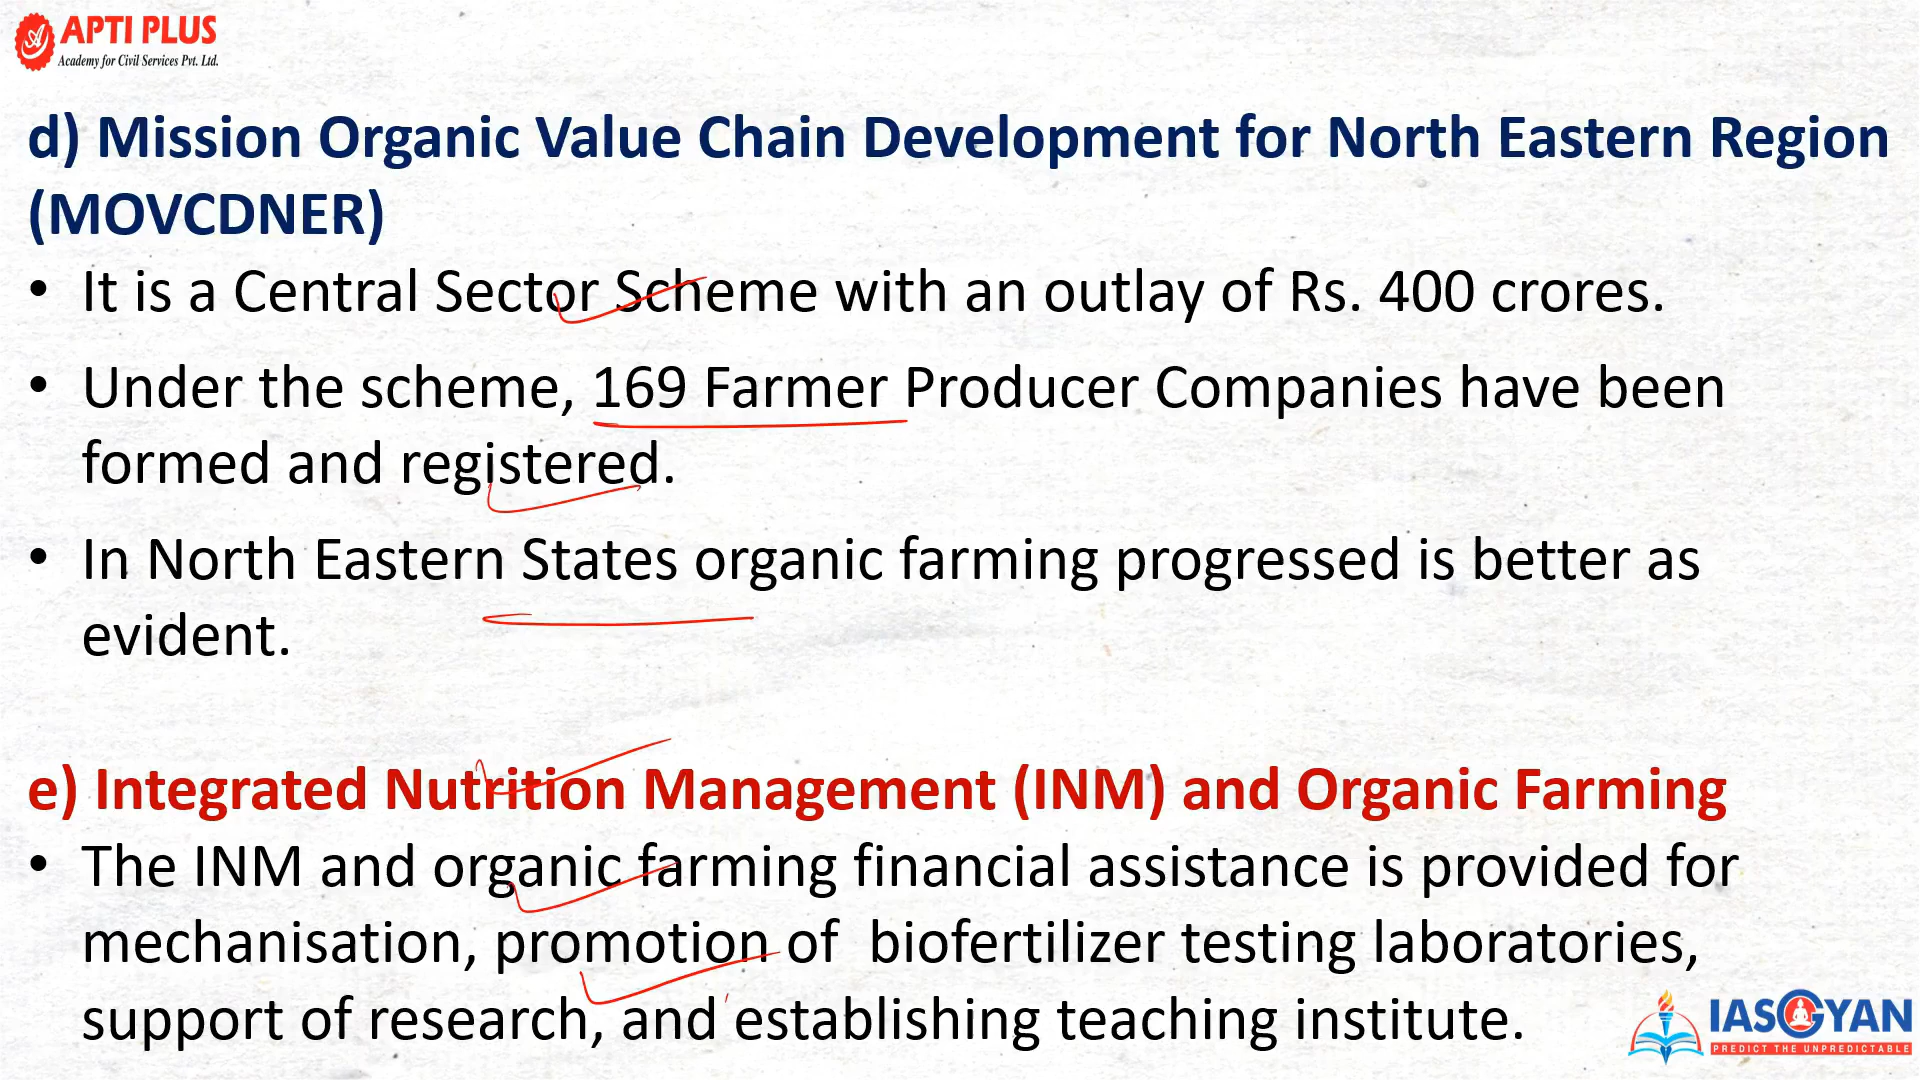 APTI PLUS
Academy for Civil Services Pvt. Ltd.
d) Mission Organic Value Chain Development for North Eastern Region
(MOVCDNER)
• It is a Central Sector Scheme with an outlay of Rs. 400 crores.
• Under the scheme, 169 Farmer Producer Companies have been
formed and registered.
• In North Eastern States organic farming progressed is better as
evident.
e) Integrated Nutrition Management (INM) and Organic Farming
• The INM and organic farming financial assistance is provided for
mechanisation, promotion of  biofertilizer testing laboratories,
support of research, and establishing teaching institute.
IASGYAN
PREDICT THE UNPREDICTABLE